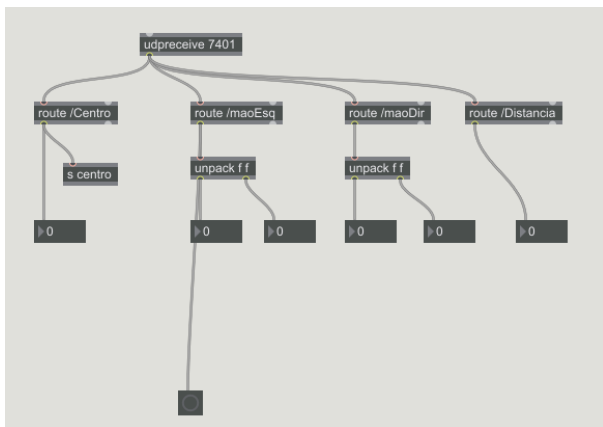 udpreceive 7401
route /Centro
route /maoEsq
route /maoDir
route /Distancia
s centro
unpack f f
unpack f f
0
0
0
0
0
0